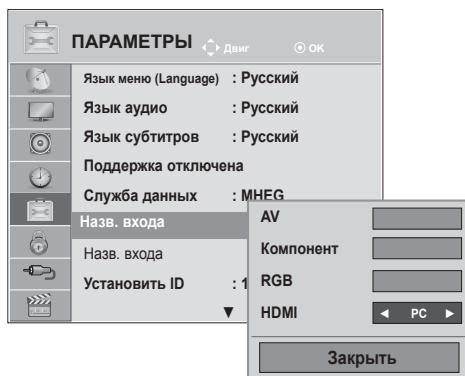 ПАРАМЕТРЫ Двиг OK
Язык меню (Language) : Русский
Язык аудио : Русский
Язык субтитров : Русский
Поддержка отключена
Служба данных : MHEG
Назв. входа
Назв. входа
Установить ID : 1
▼
AV
Компонент
RGB
HDMI ◄ PC ►
Закрыть